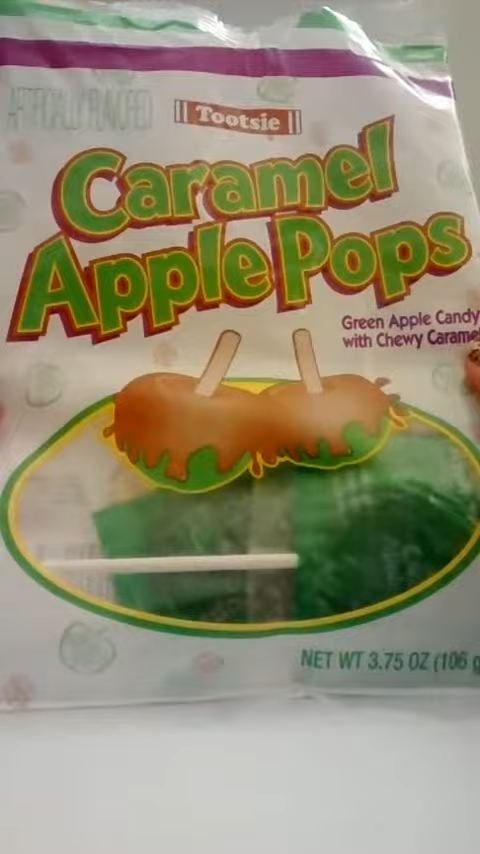 ARTIFICIALLY FLAVORED
Tootsie
Caramel
Apple Pops
Green Apple Candy
with Chewy Caramel
NET WT 3.75 OZ (106 g